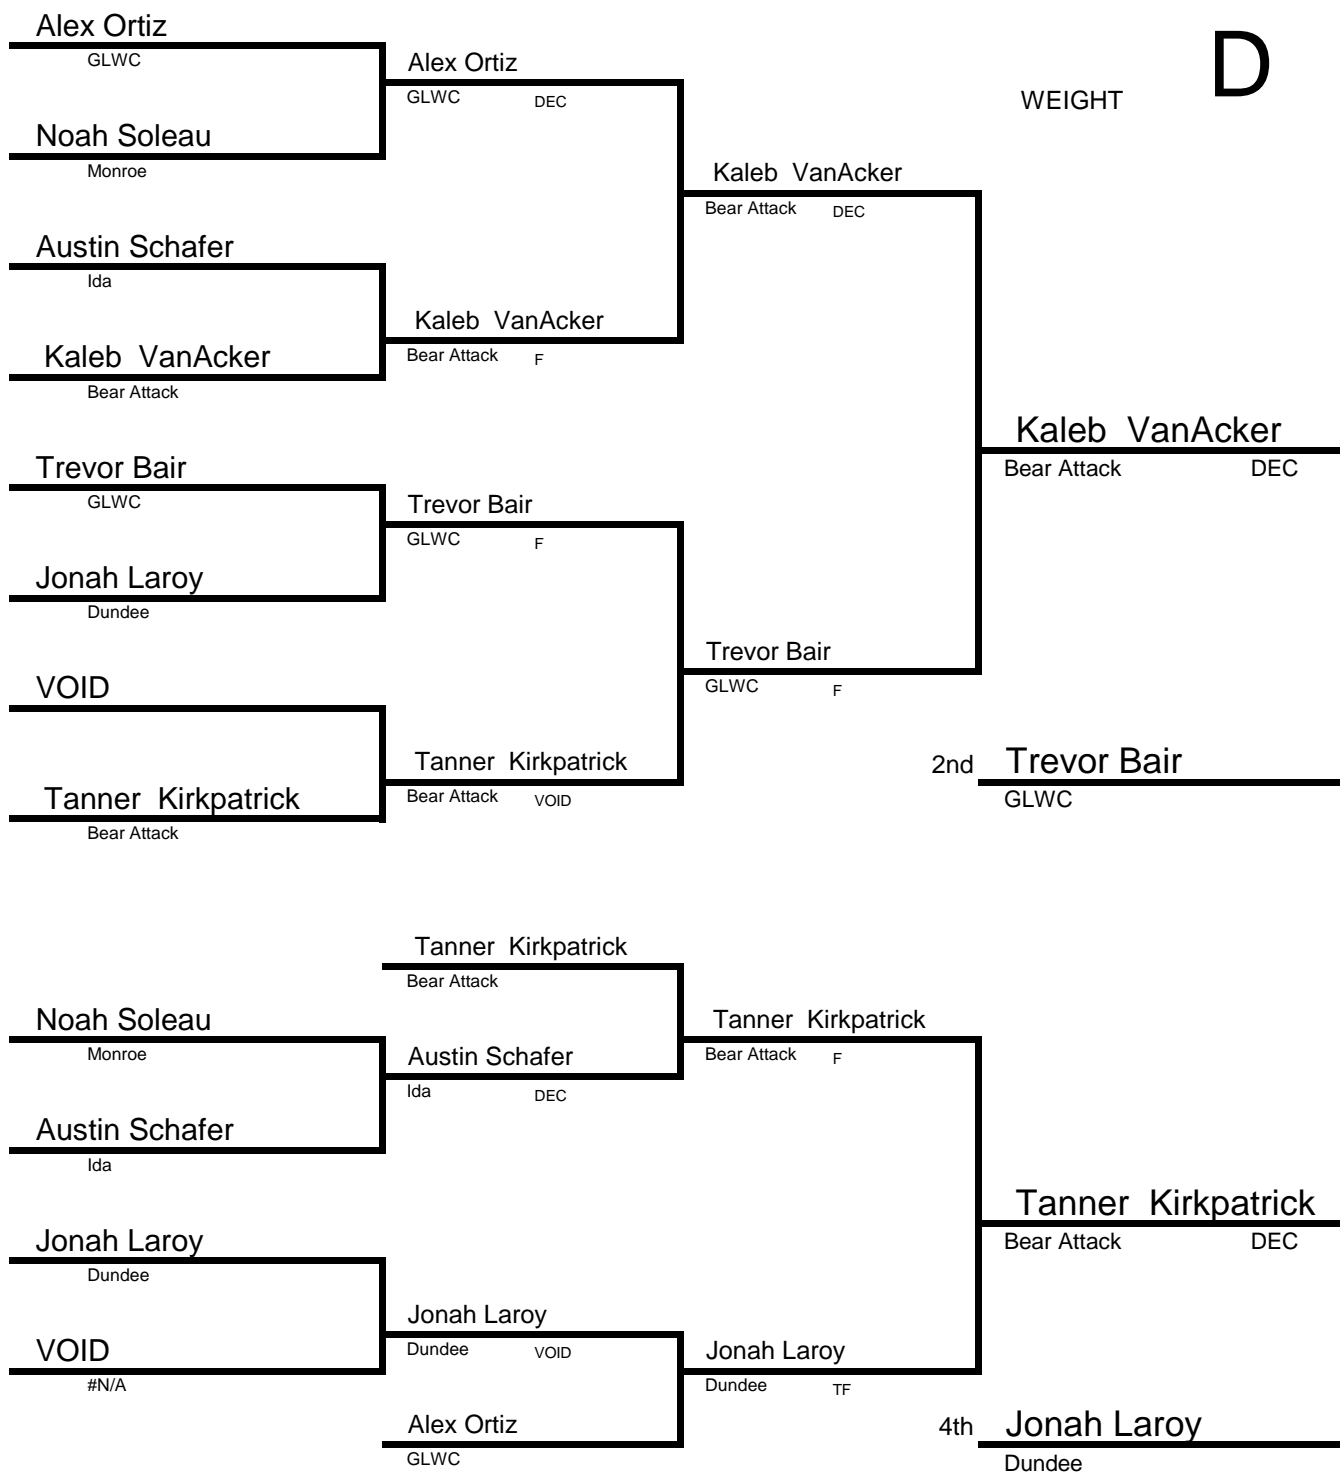 Alex Ortiz
GLWC
Alex Ortiz
GLWC DEC
D
WEIGHT
Noah Soleau
Monroe
Kaleb VanAcker
Bear Attack DEC
Austin Schafer
Ida
Kaleb VanAcker
Bear Attack F
Kaleb VanAcker
Bear Attack
Kaleb VanAcker
Bear Attack DEC
Trevor Bair
GLWC
Trevor Bair
GLWC F
Jonah Laroy
Dundee
Trevor Bair
GLWC F
VOID
Tanner Kirkpatrick
Bear Attack VOID
2nd Trevor Bair
GLWC
Tanner Kirkpatrick
Bear Attack
Tanner Kirkpatrick
Bear Attack
Noah Soleau
Monroe
Tanner Kirkpatrick
Bear Attack F
Austin Schafer
Ida DEC
Austin Schafer
Ida
Tanner Kirkpatrick
Bear Attack DEC
Jonah Laroy
Dundee
Jonah Laroy
Dundee VOID
VOID
#N/A
Jonah Laroy
Dundee TF
Alex Ortiz
GLWC
4th Jonah Laroy
Dundee